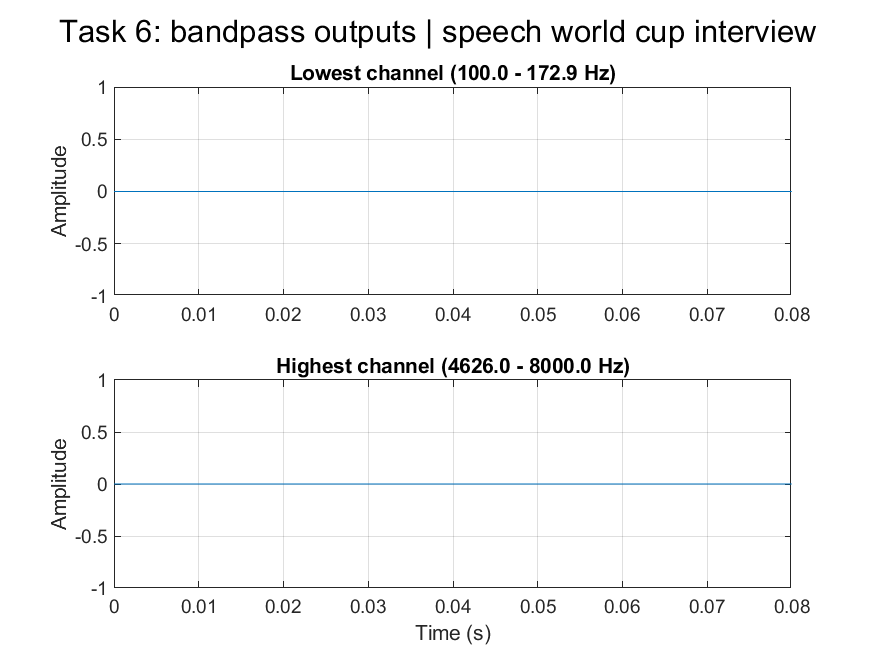 Task 6: bandpass outputs | speech world cup interview
Lowest channel (100.0 - 172.9 Hz)
1
0.5
0
-0.5
-1
Amplitude
0 0.01 0.02 0.03 0.04 0.05 0.06 0.07 0.08
Highest channel (4626.0 - 8000.0 Hz)
1
0.5
0
-0.5
-1
Amplitude
0 0.01 0.02 0.03 0.04 0.05 0.06 0.07 0.08
Time (s)